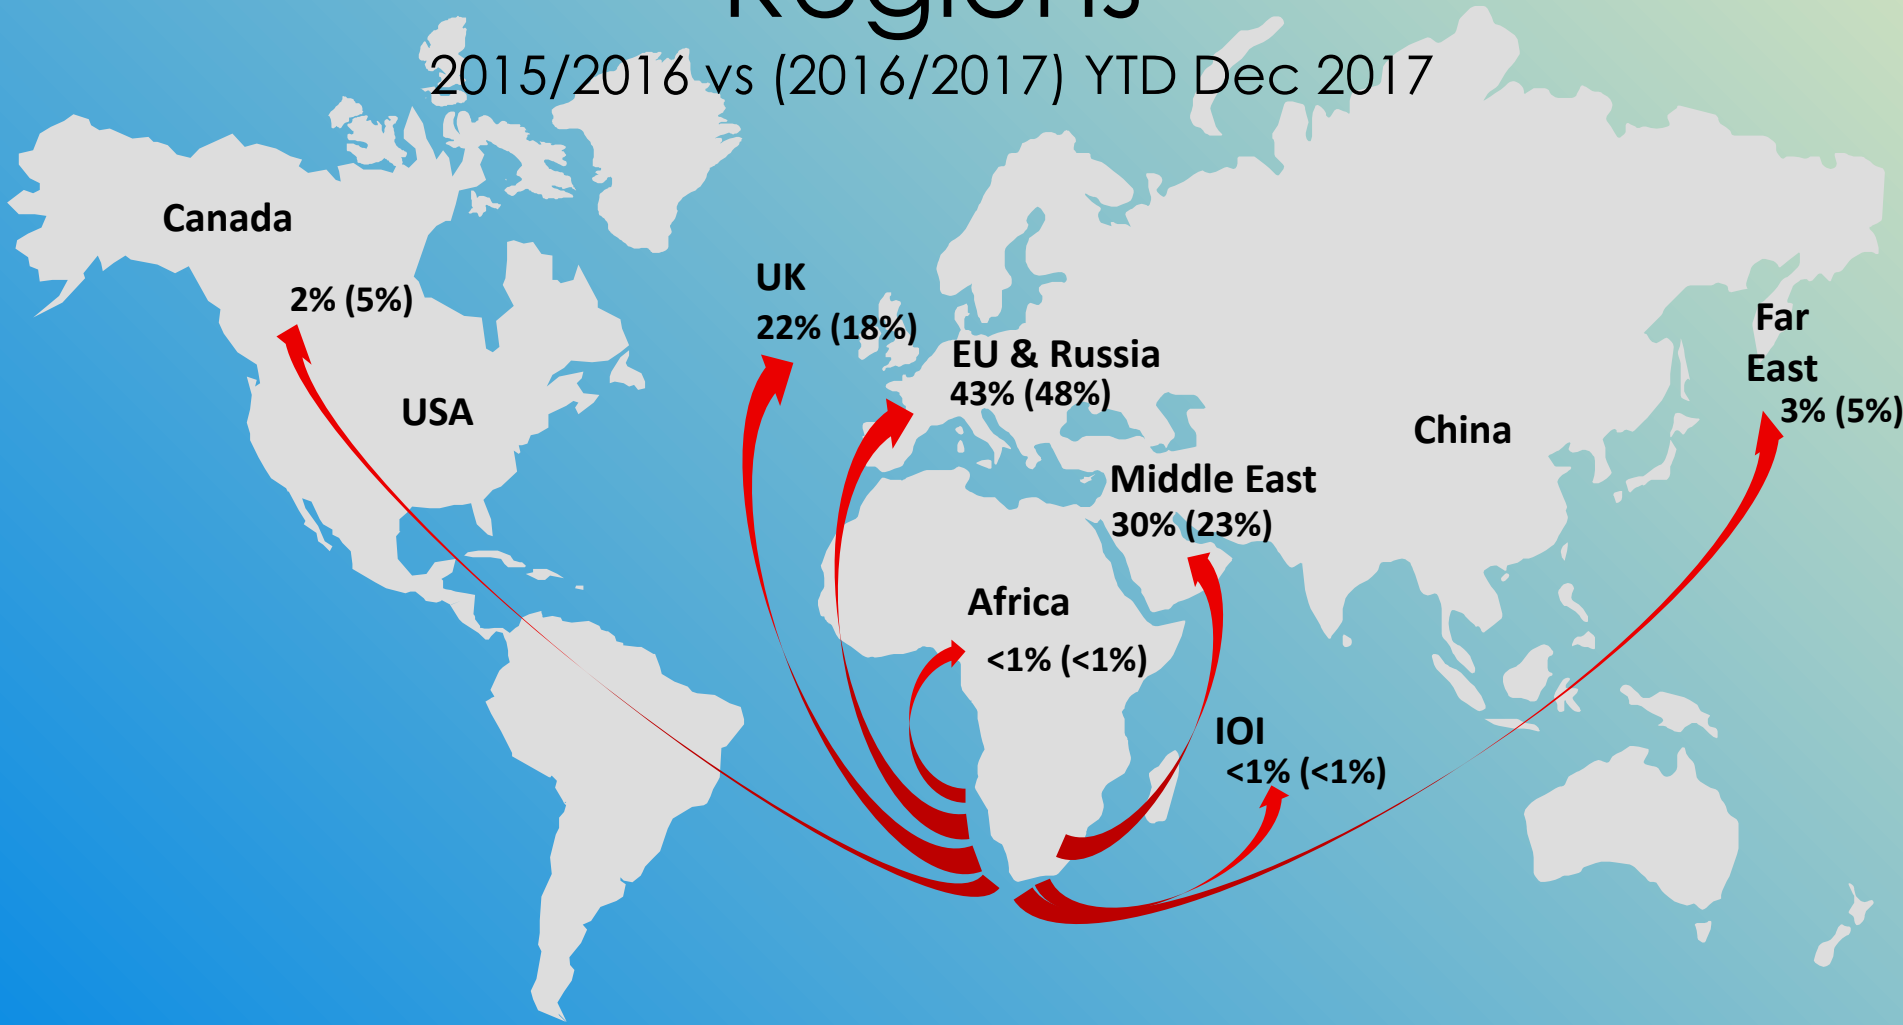 Regions
2015/2016 vs (2016/2017) YTD Dec 2017
Canada
2% (5%)
USA
UK
22% (18%)
EU & Russia
43% (48%)
Far
East
3% (5%)
China
Middle East
30% (23%)
Africa
<1% (<1%)
IOI
<1% (<1%)